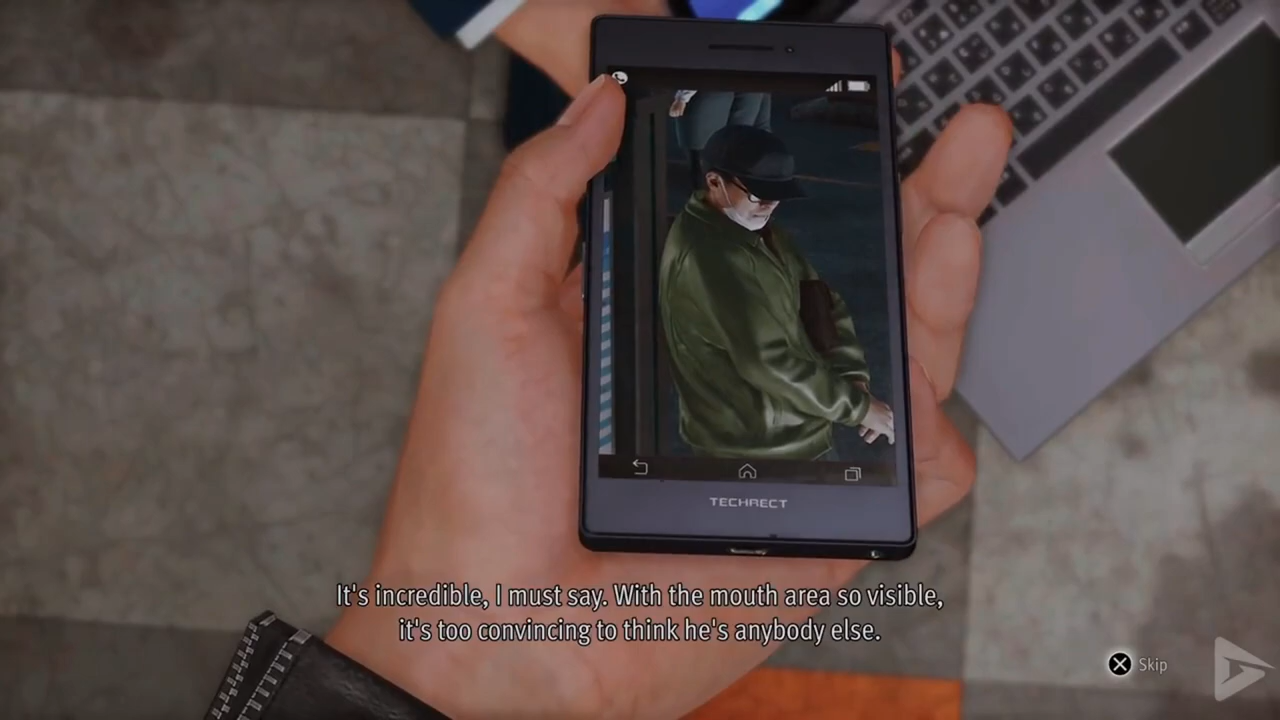 TECHRECT
It's incredible, I must say. With the mouth area so visible,
it's too convincing to think he's anybody else.
Skip